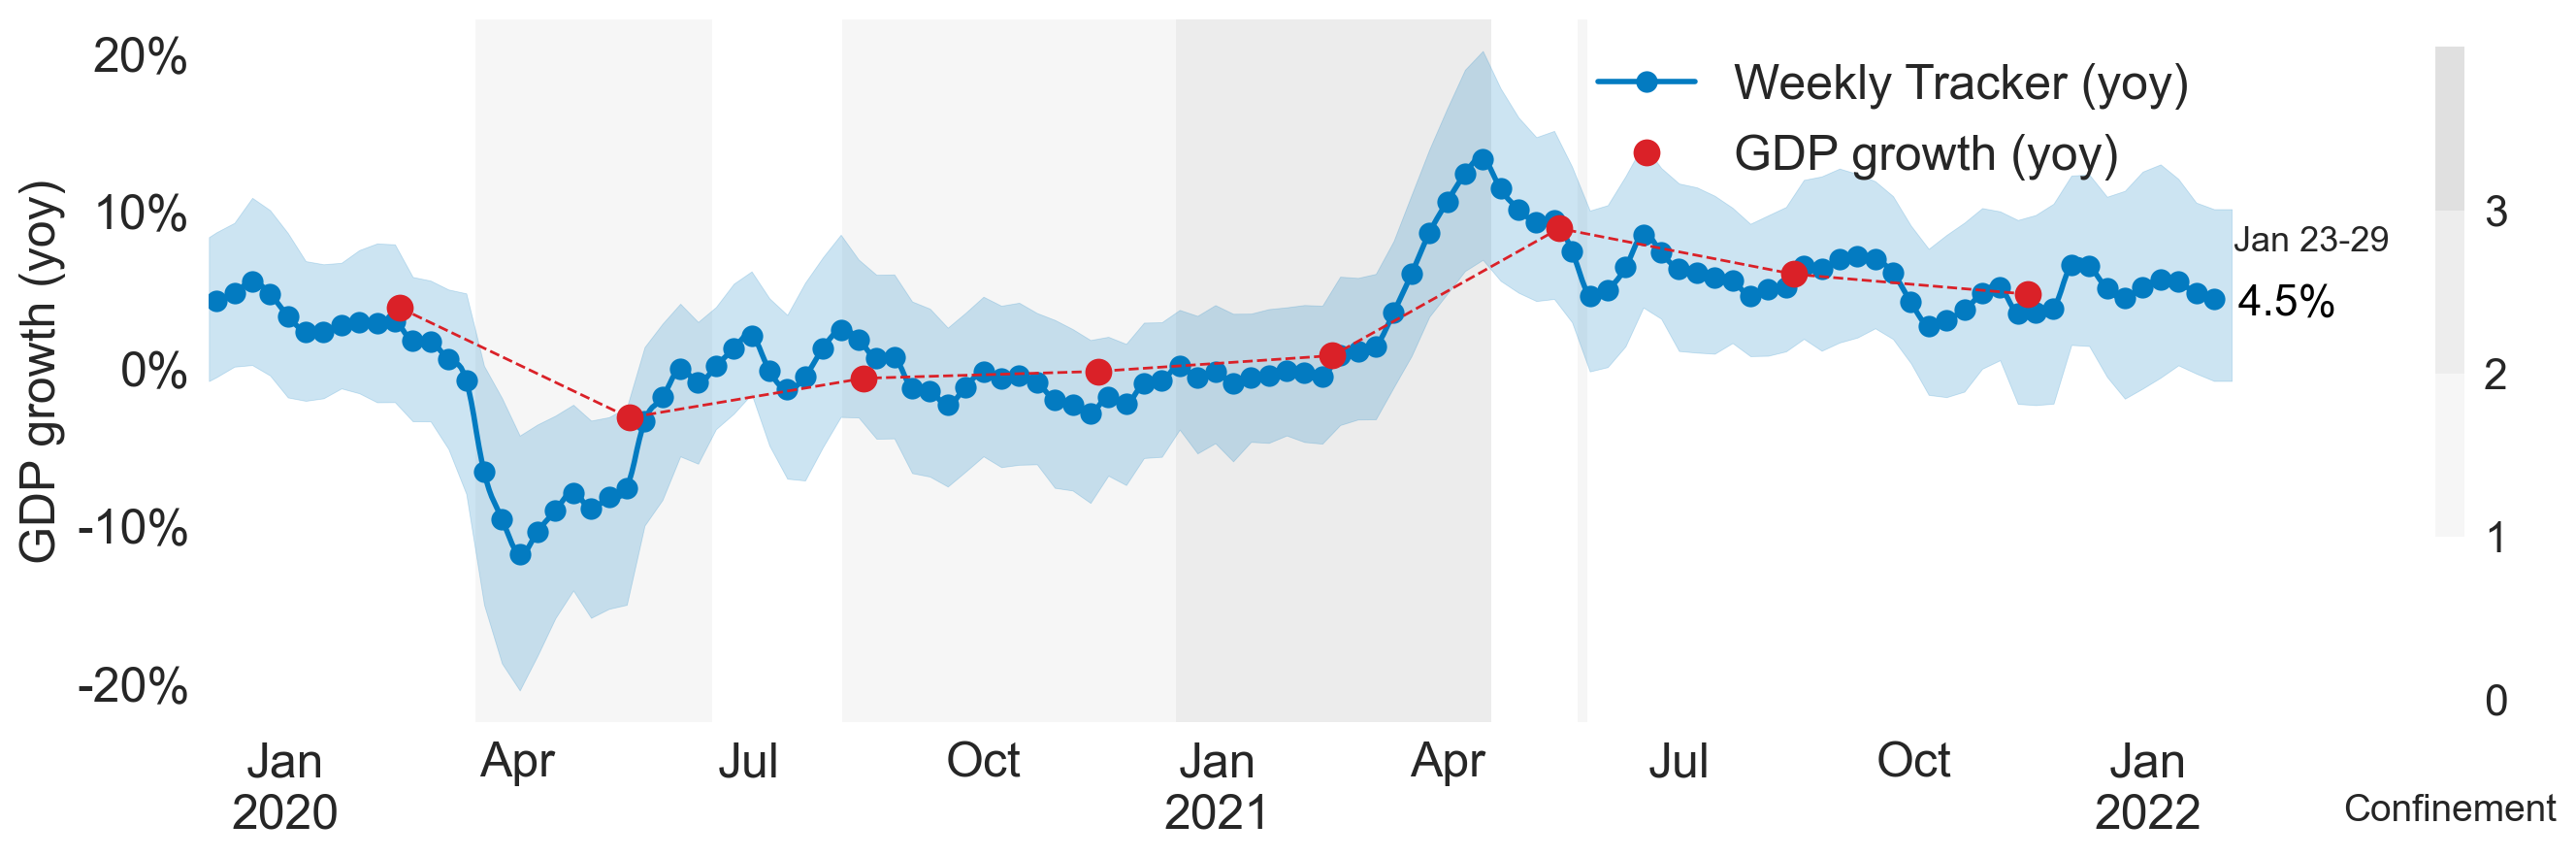 GDP growth (yoy)
20%
10%
0%
-10%
-20%
Weekly Tracker (yoy)
GDP growth (yoy)
Jan 23-29
4.5%
3
2
1
0
Jan Apr Jul Oct Jan Apr Jul Oct Jan
2020 2021 2022
Confinement